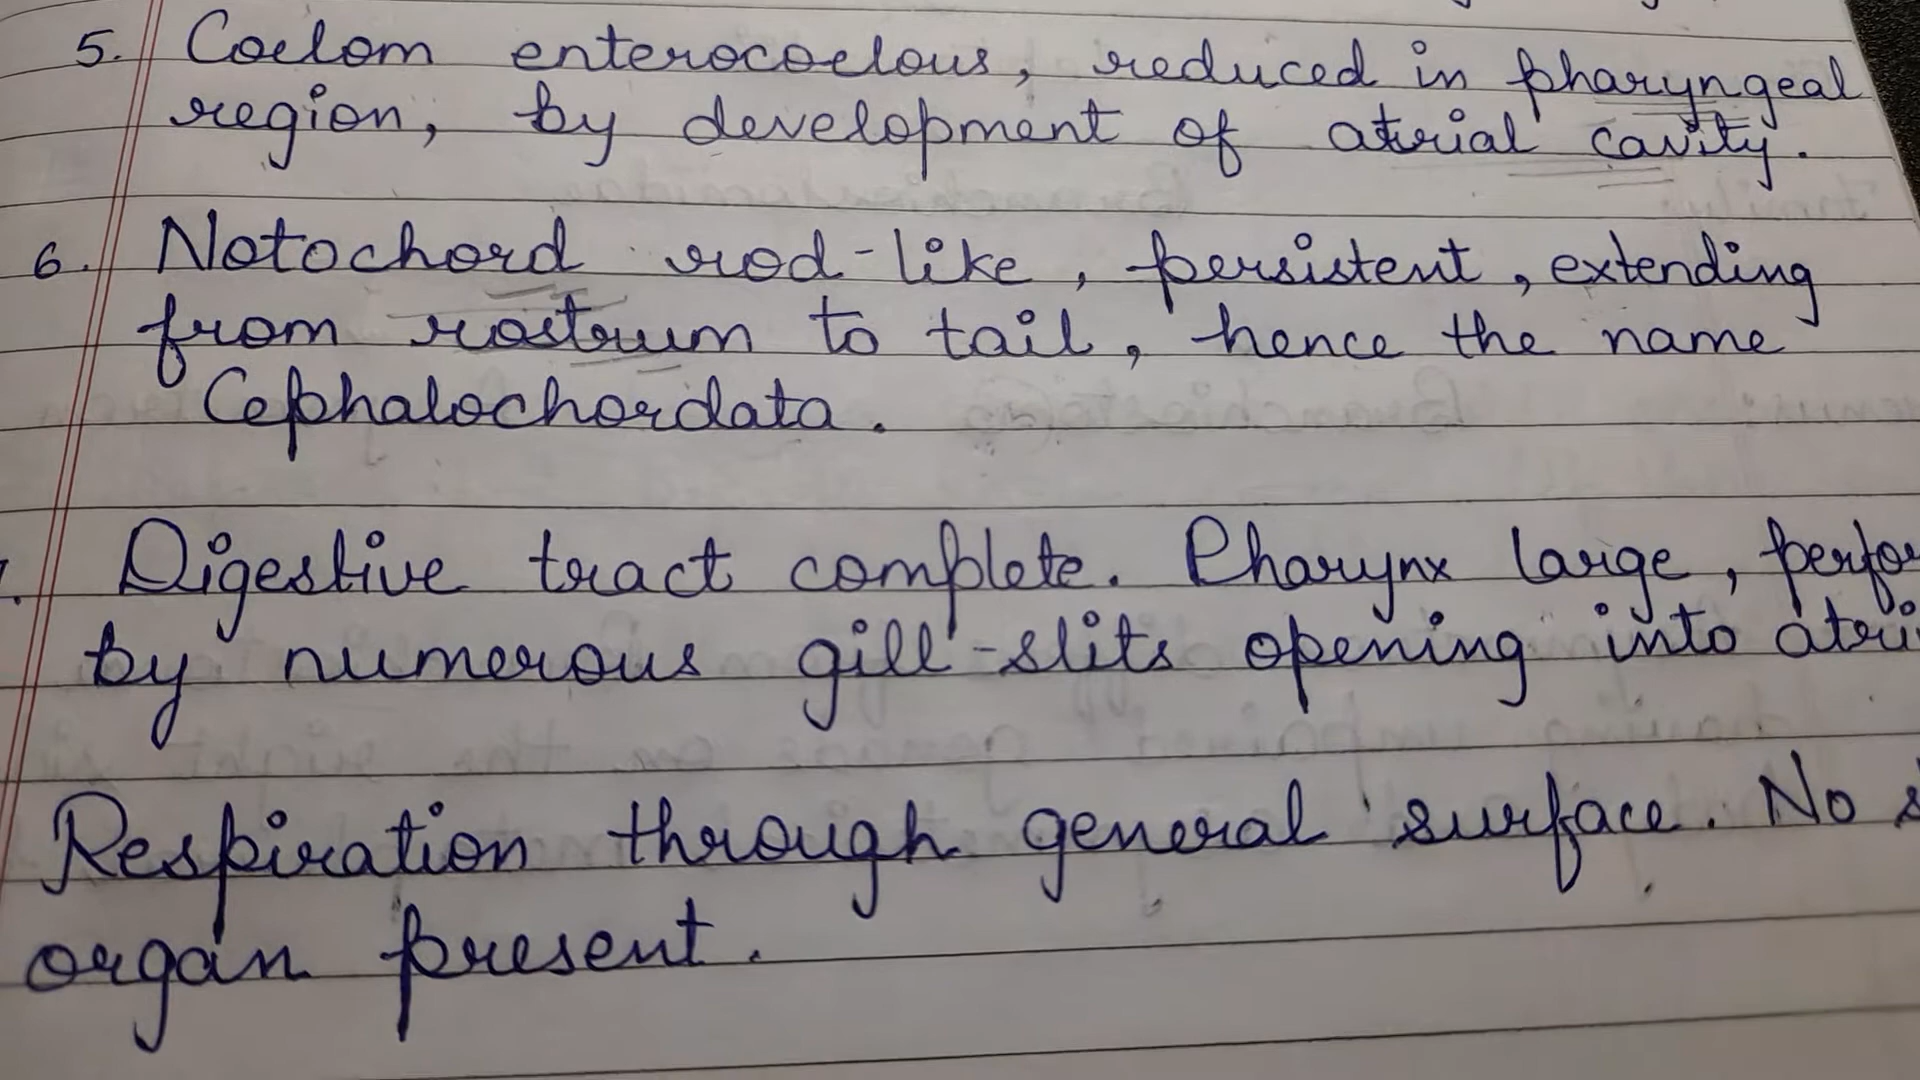 5. Coelom enterocoelous, reduced in pharyngeal
region, by development of atrial cavity.
6. Notochord rod-like, persistent, extending
from rostrum to tail, hence the name
Cephalochordata.
Digestive tract complete. Pharynx large, perfo
by numerous gill-slits opening into atri
Respiration through general surface. No s
organ present.